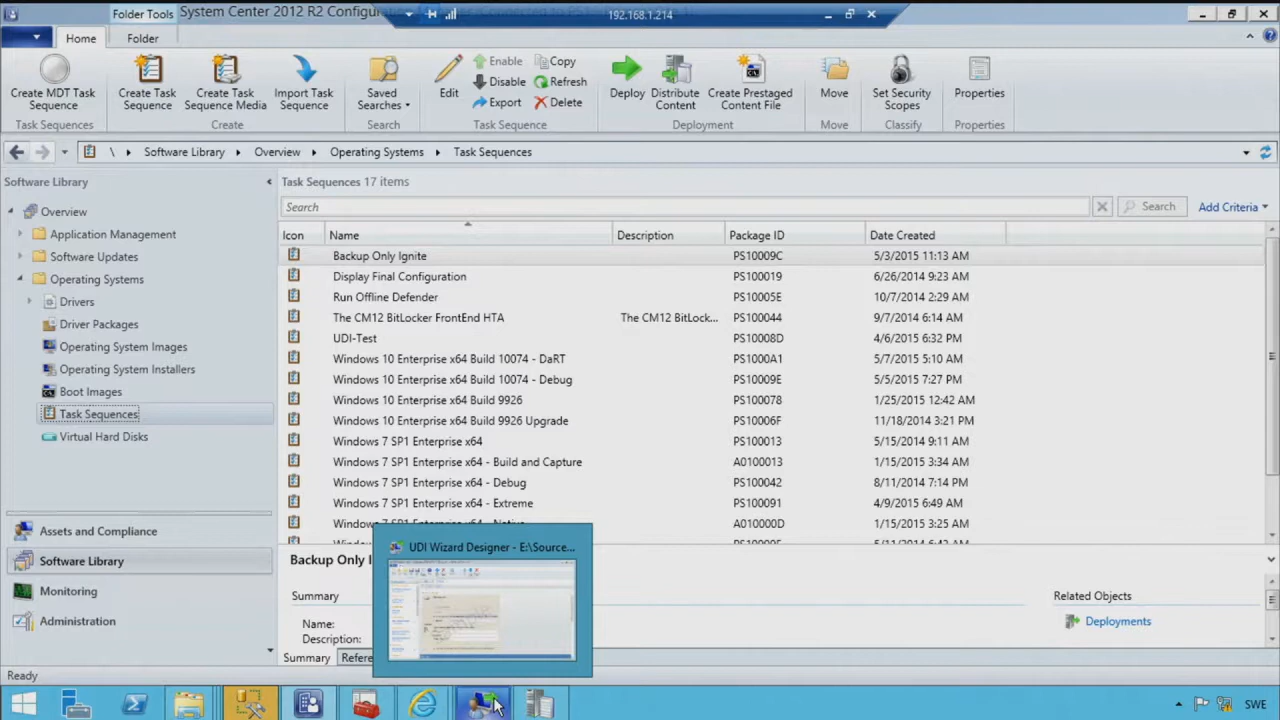 Folder Tools
System Center 2012 R2 Configur
192.168.1.214
Home
Folder
Create MDT Task Sequence
Create Task Sequence
Create Task Sequence Media
Import Task Sequence
Saved Searches
Edit
Enable
Disable
Export
Copy
Refresh
Delete
Deploy
Distribute Content
Create Prestaged Content File
Move
Set Security Scopes
Properties
Task Sequences
Create
Search
Task Sequence
Deployment
Move
Classify
Properties
\ Software Library Overview Operating Systems Task Sequences
Software Library
Task Sequences 17 items
Overview
Application Management
Software Updates
Operating Systems
Drivers
Driver Packages
Operating System Images
Operating System Installers
Boot Images
Task Sequences
Virtual Hard Disks
Assets and Compliance
Software Library
Monitoring
Administration
Search
Search
Add Criteria
Icon Name Description Package ID Date Created
Backup Only Ignite PS10009C 5/3/2015 11:13 AM
Display Final Configuration PS100019 6/26/2014 9:23 AM
Run Offline Defender PS10005E 10/7/2014 2:29 AM
The CM12 BitLocker FrontEnd HTA The CM12 BitLock... PS100044 9/7/2014 6:14 AM
UDI-Test PS10008D 4/6/2015 6:32 PM
Windows 10 Enterprise x64 Build 10074 - DaRT PS1000A1 5/7/2015 5:10 AM
Windows 10 Enterprise x64 Build 10074 - Debug PS10009E 5/5/2015 7:27 PM
Windows 10 Enterprise x64 Build 9926 PS100078 1/25/2015 12:42 AM
Windows 10 Enterprise x64 Build 9926 Upgrade PS10006F 11/18/2014 3:21 PM
Windows 7 SP1 Enterprise x64 PS100013 5/15/2014 9:11 AM
Windows 7 SP1 Enterprise x64 - Build and Capture A0100013 1/15/2015 3:34 AM
Windows 7 SP1 Enterprise x64 - Debug PS100042 8/11/2014 7:14 PM
Windows 7 SP1 Enterprise x64 - Extreme PS100091 4/9/2015 6:49 AM
Windows 7 SP1 Enterprise x64 - Native A010000D 1/15/2015 3:25 AM
UDI Wizard Designer - E:\Source...
Backup Only I
Summary
Name:
Description:
Related Objects
Deployments
Summary
Refere
Ready
SWE